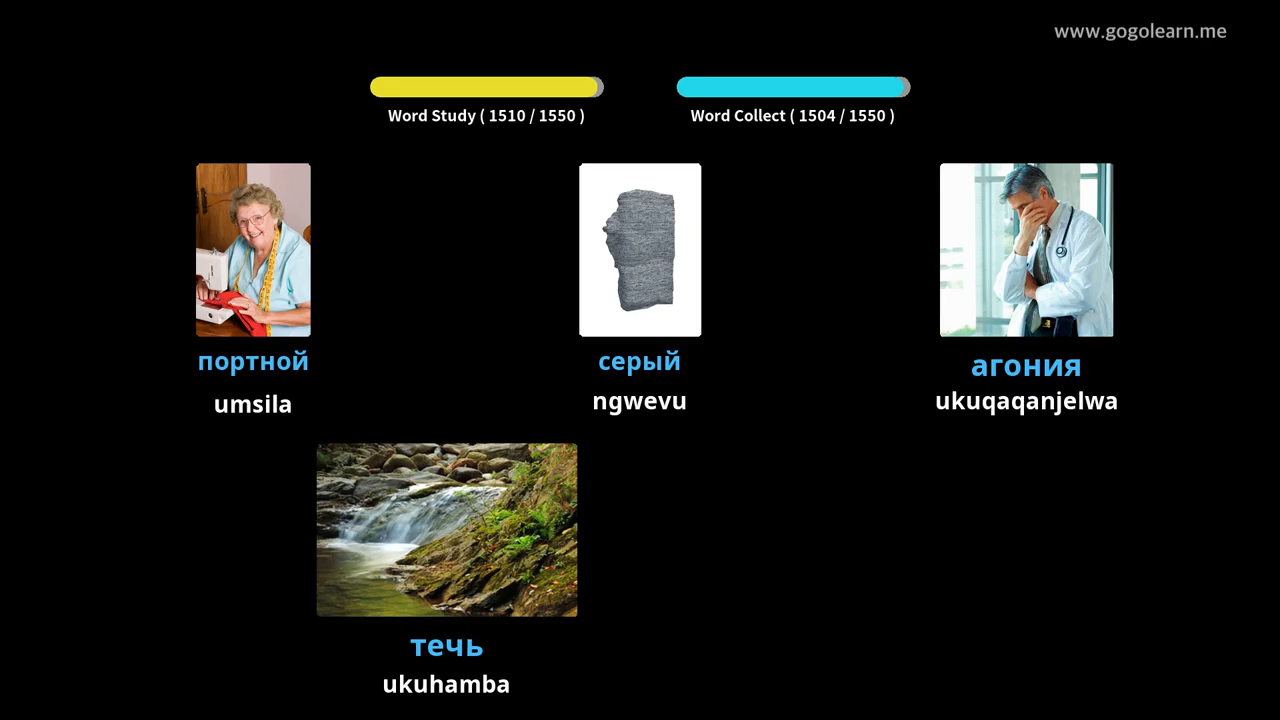 www.gogolearn.me
Word Study ( 1510 / 1550 )
Word Collect ( 1504 / 1550 )
портной
серый
агония
umsila
ngwevu
ukuqaqanjelwa
течь
ukuhamba